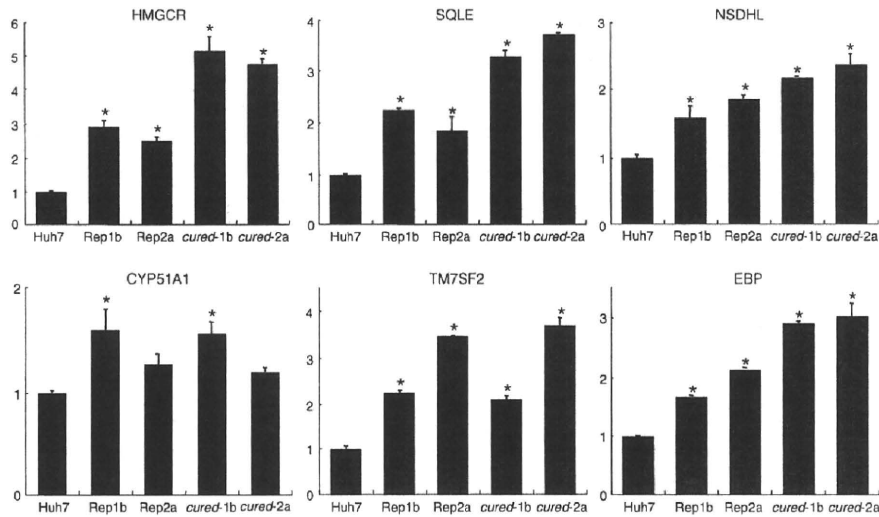 HMGCR SQLE NSDHL
6 4 3
5
4 3
3 2 2
2
1 1 1
0 0 0
* * * * * * * * * * * *
Huh7 Rep1b Rep2a cured-1b cured-2a Huh7 Rep1b Rep2a cured-1b cured-2a Huh7 Rep1b Rep2a cured-1b cured-2a
CYP51A1 TM7SF2 EBP
2 4 3
3
1 2 2
1 1
0 0 0
* * * * * * * * * *
Huh7 Rep1b Rep2a cured-1b cured-2a Huh7 Rep1b Rep2a cured-1b cured-2a Huh7 Rep1b Rep2a cured-1b cured-2a